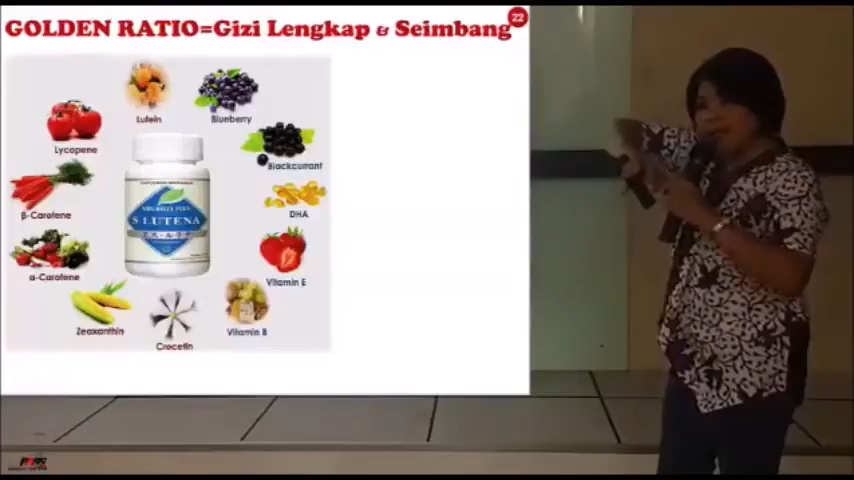 GOLDEN RATIO=Gizi Lengkap & Seimbang
22
Lutein
Blueberry
Lycopene
Blackcurrant
β-Carotene
DHA
S LUTENA
α-Carotene
Vitamin E
Zeaxanthin
Vitamin B
Crocetin